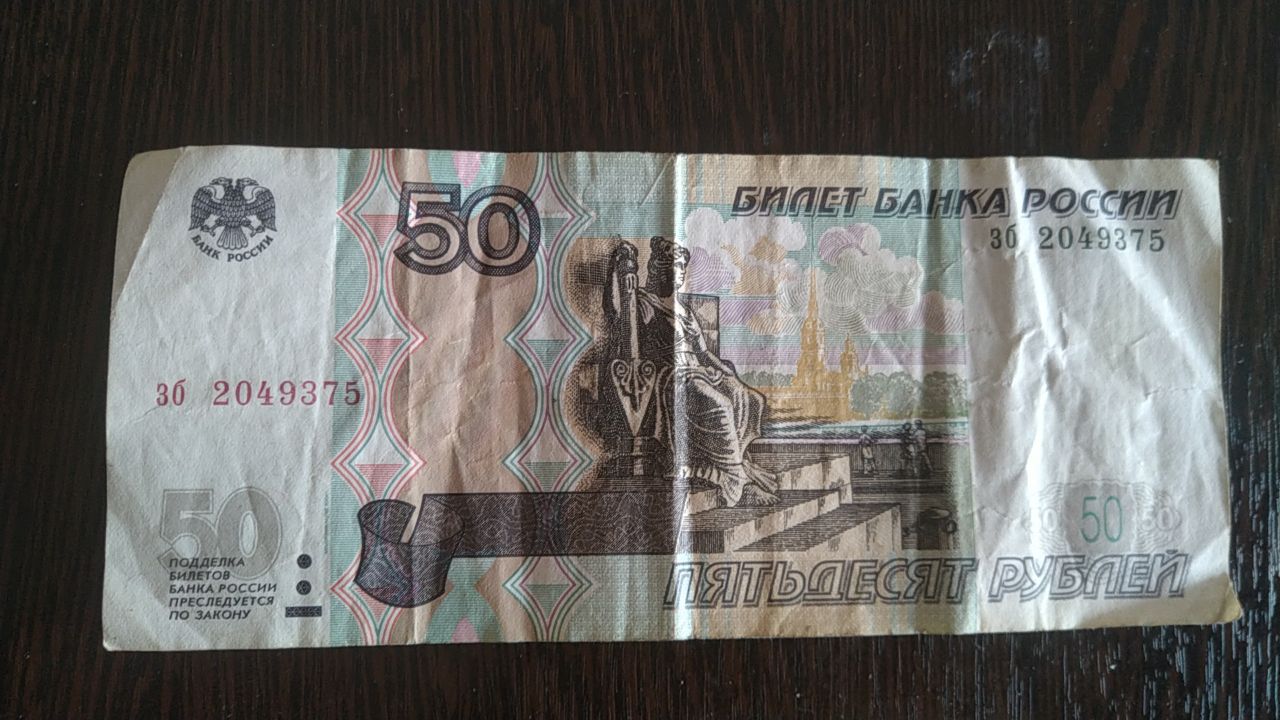 БАНК РОССИИ
50
БИЛЕТ БАНКА РОССИИ
зб 2049375
зб 2049375
50
ПОДДЕЛКА
БИЛЕТОВ
БАНКА РОССИИ
ПРЕСЛЕДУЕТСЯ
ПО ЗАКОНУ
50 50 50
ПЯТЬДЕСЯТ РУБЛЕЙ